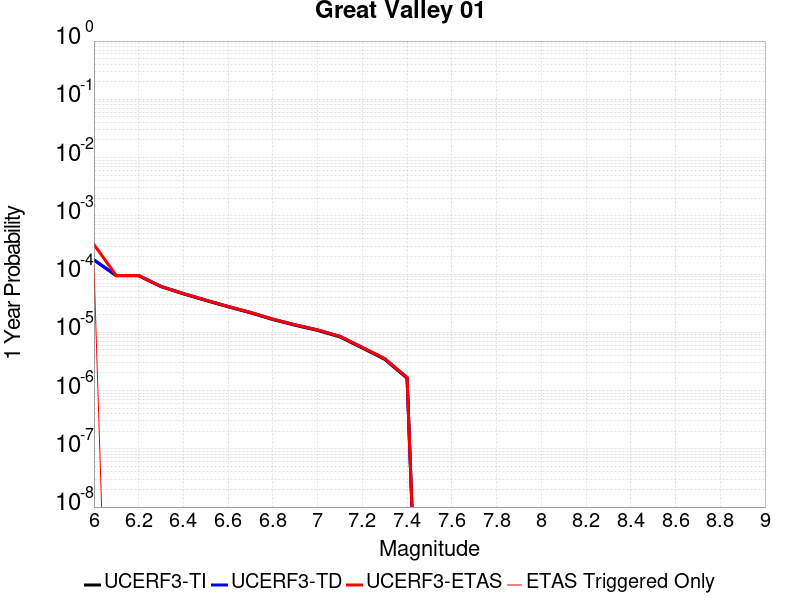 Great Valley 01
1 Year Probability
10^0
10^-1
10^-2
10^-3
10^-4
10^-5
10^-6
10^-7
10^-8
6 6.2 6.4 6.6 6.8 7 7.2 7.4 7.6 7.8 8 8.2 8.4 8.6 8.8 9
Magnitude
UCERF3-TI UCERF3-TD UCERF3-ETAS ETAS Triggered Only